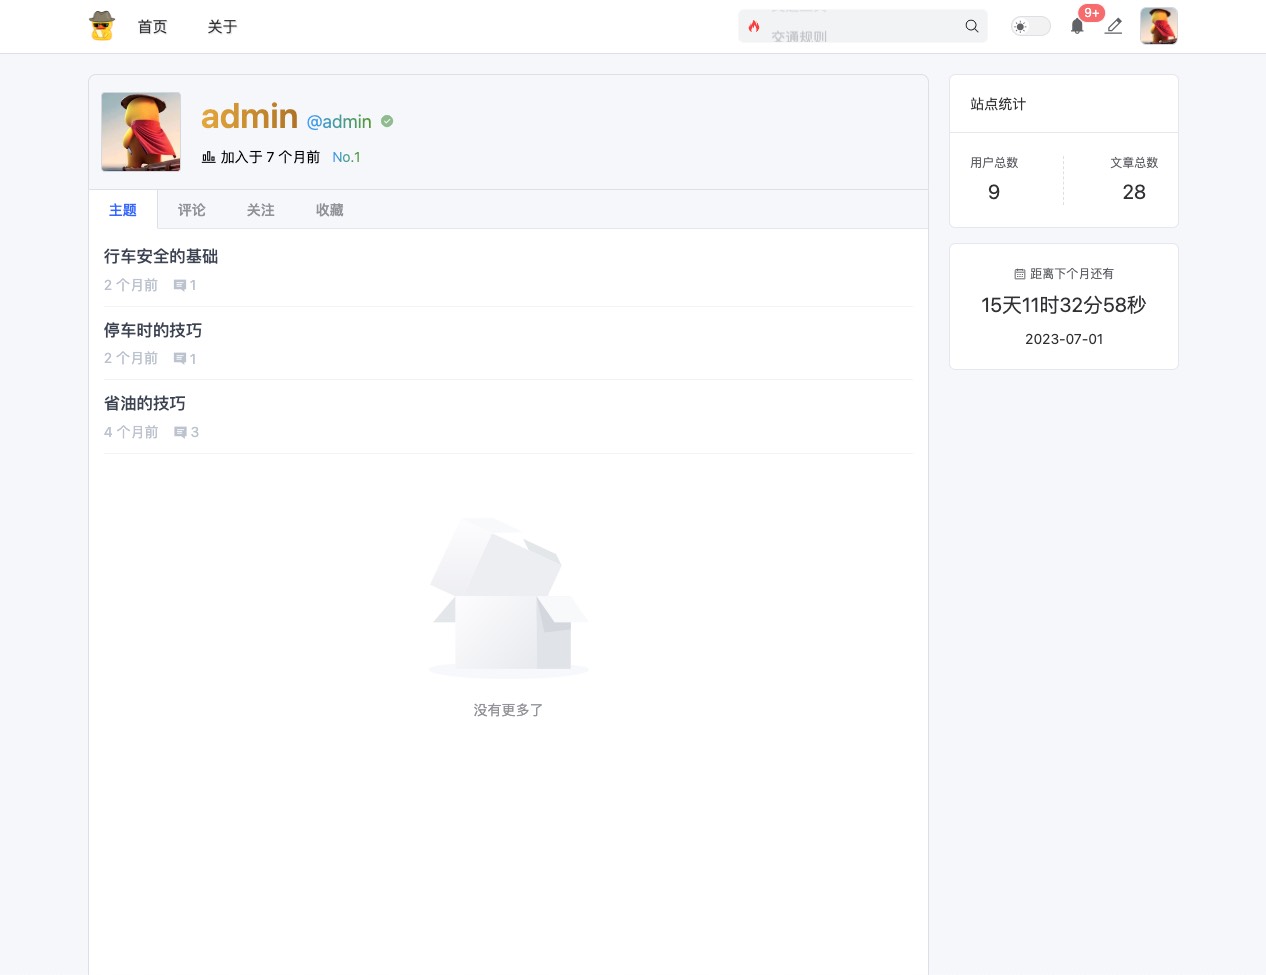 首页
关于
交通规则
9+
admin @admin
加入于 7 个月前 No.1
主题
评论
关注
收藏
行车安全的基础
2 个月前 1
停车时的技巧
2 个月前 1
省油的技巧
4 个月前 3
没有更多了
站点统计
用户总数
9
文章总数
28
距离下个月还有
15天11时32分58秒
2023-07-01